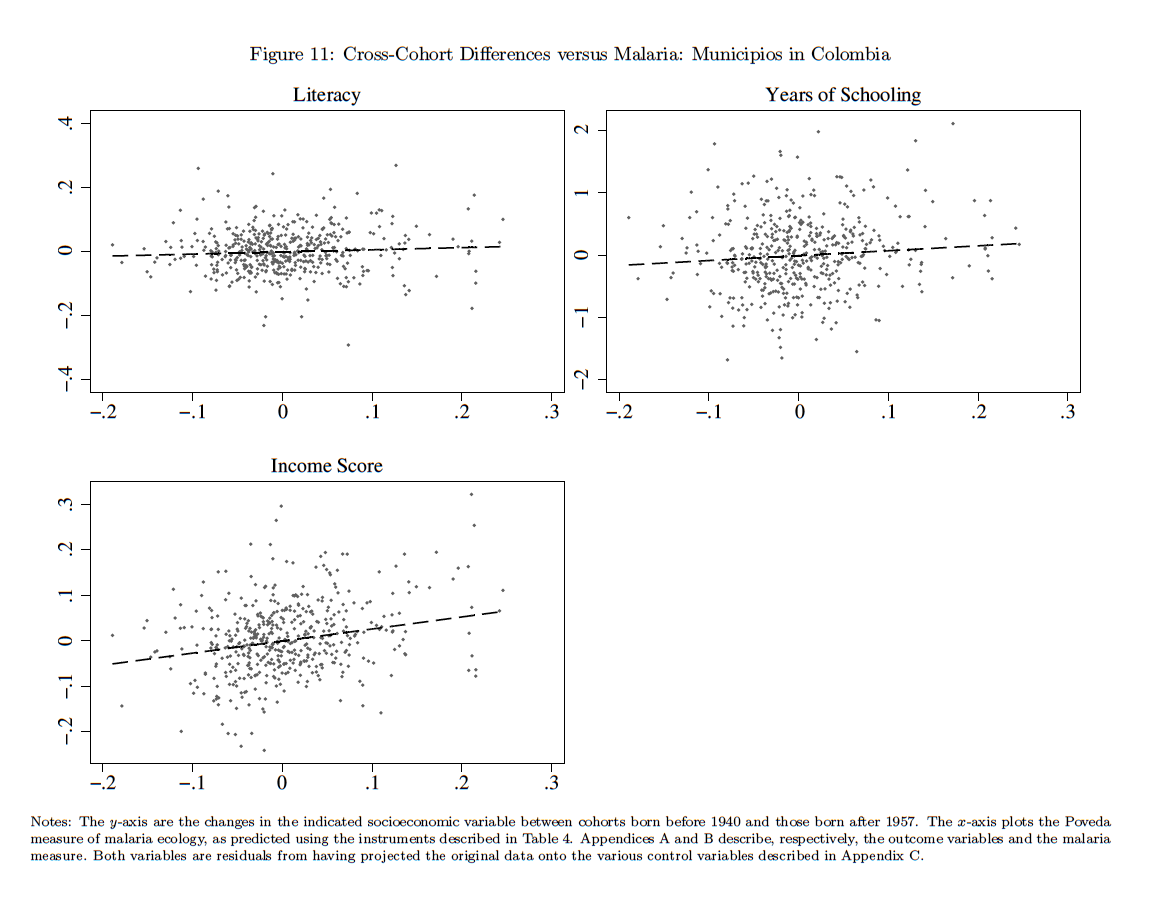 Figure 11: Cross-Cohort Differences versus Malaria: Municipios in Colombia
Literacy
.4
.2
0
−.2
−.4
−.2 −.1 0 .1 .2 .3
Years of Schooling
2
1
0
−1
−2
−.2 −.1 0 .1 .2 .3
Income Score
.3
.2
.1
0
−.1
−.2
−.2 −.1 0 .1 .2 .3
Notes: The y-axis are the changes in the indicated socioeconomic variable between cohorts born before 1940 and those born after 1957. The x-axis plots the Poveda
measure of malaria ecology, as predicted using the instruments described in Table 4. Appendices A and B describe, respectively, the outcome variables and the malaria
measure. Both variables are residuals from having projected the original data onto the various control variables described in Appendix C.